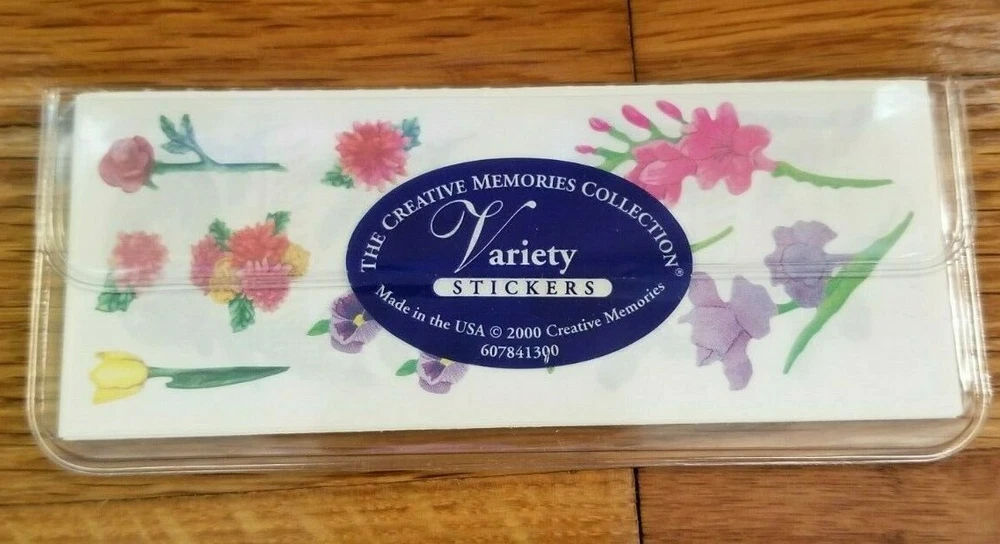 THE CREATIVE MEMORIES COLLECTION®
Variety
STICKERS
Made in the USA © 2000 Creative Memories
607841300